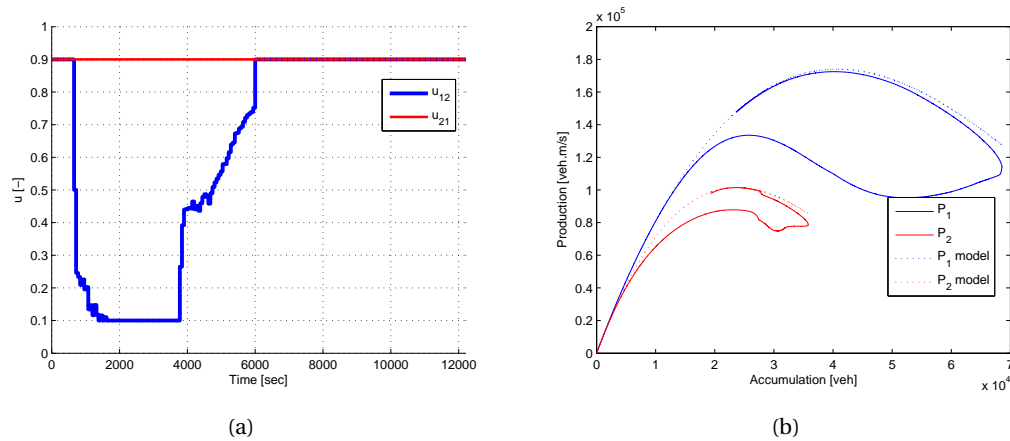 1
0.9
0.8
0.7
0.6
0.5
0.4
0.3
0.2
0.1
0
u [−]
0 2000 4000 6000 8000 10000 12000
Time [sec]
u12
u21
(a)
× 10^5
2
1.8
1.6
1.4
1.2
1
0.8
0.6
0.4
0.2
0
Production [veh.m/s]
0 1 2 3 4 5 6 7
× 10^4
Accumulation [veh]
P1
P2
P1 model
P2 model
(b)